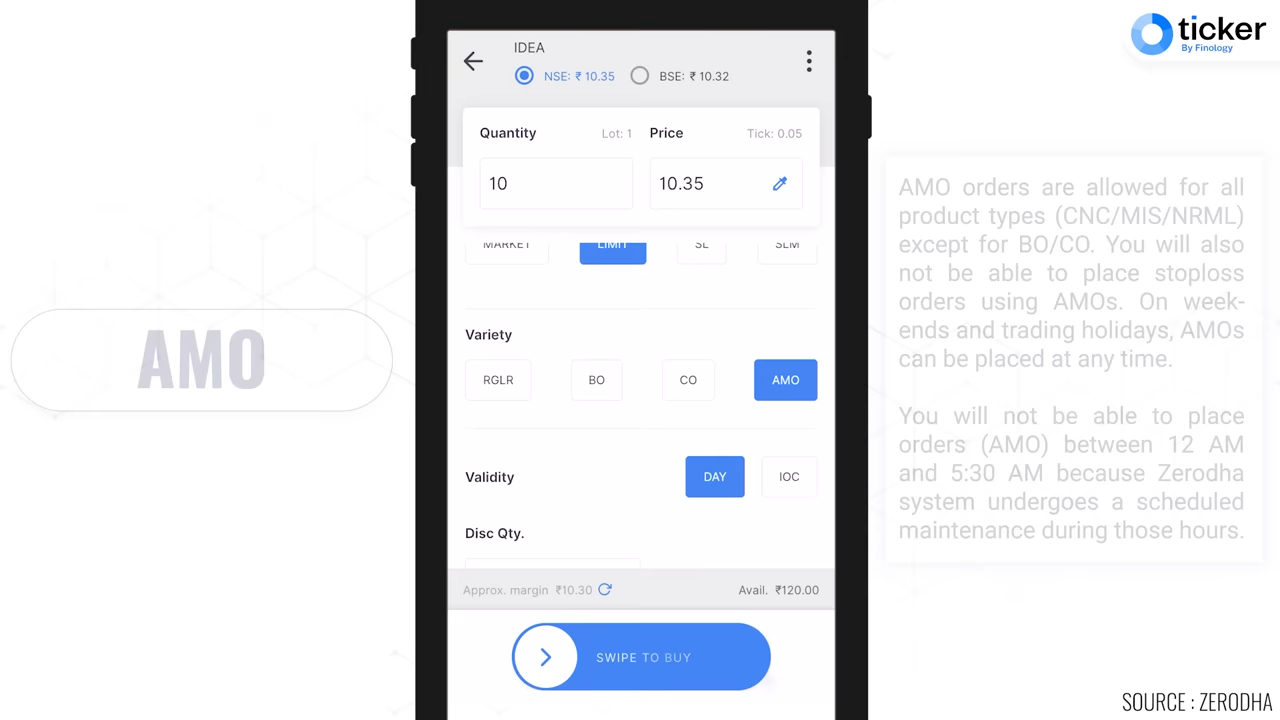 ticker
By Finology
IDEA
NSE: ₹ 10.35 BSE: ₹ 10.32
Quantity Lot: 1 Price Tick: 0.05
10 10.35
MARKET LIMIT SL SLM
Variety
RGLR BO CO AMO
Validity DAY IOC
Disc Qty.
Approx. margin ₹10.30 Avail. ₹120.00
SWIPE TO BUY
AMO
AMO orders are allowed for all
product types (CNC/MIS/NRML)
except for BO/CO. You will also
not be able to place stoploss
orders using AMOs. On week-
ends and trading holidays, AMOs
can be placed at any time.
You will not be able to place
orders (AMO) between 12 AM
and 5:30 AM because Zerodha
system undergoes a scheduled
maintenance during those hours.
SOURCE : ZERODHA